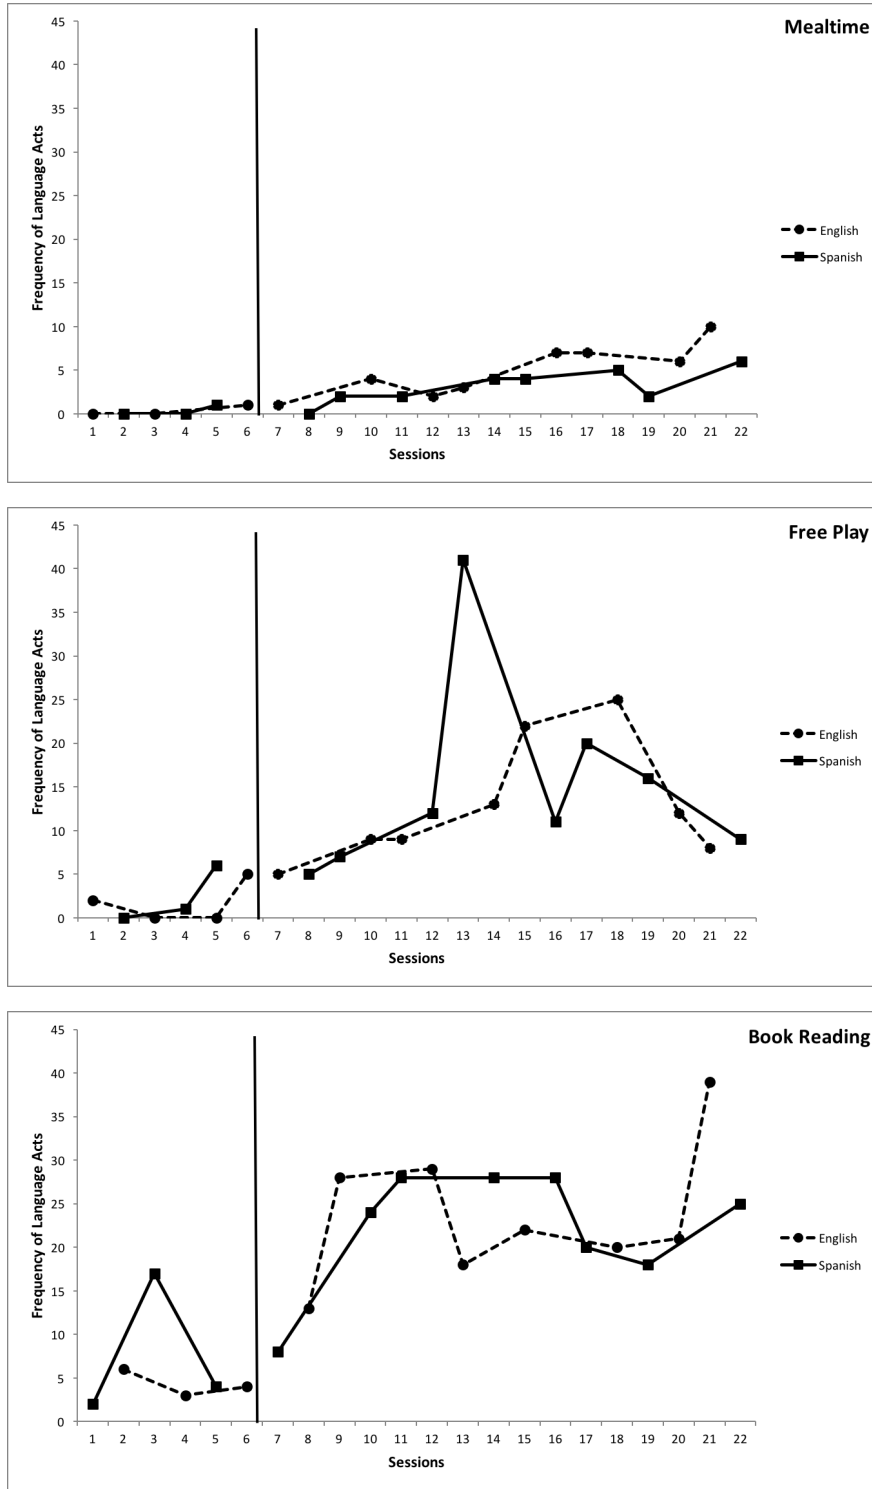 Mealtime
Frequency of Language Acts
45
40
35
30
25
20
15
10
5
0
1 2 3 4 5 6 7 8 9 10 11 12 13 14 15 16 17 18 19 20 21 22
Sessions
English
Spanish
Free Play
Frequency of Language Acts
45
40
35
30
25
20
15
10
5
0
1 2 3 4 5 6 7 8 9 10 11 12 13 14 15 16 17 18 19 20 21 22
Sessions
English
Spanish
Book Reading
Frequency of Language Acts
45
40
35
30
25
20
15
10
5
0
1 2 3 4 5 6 7 8 9 10 11 12 13 14 15 16 17 18 19 20 21 22
Sessions
English
Spanish